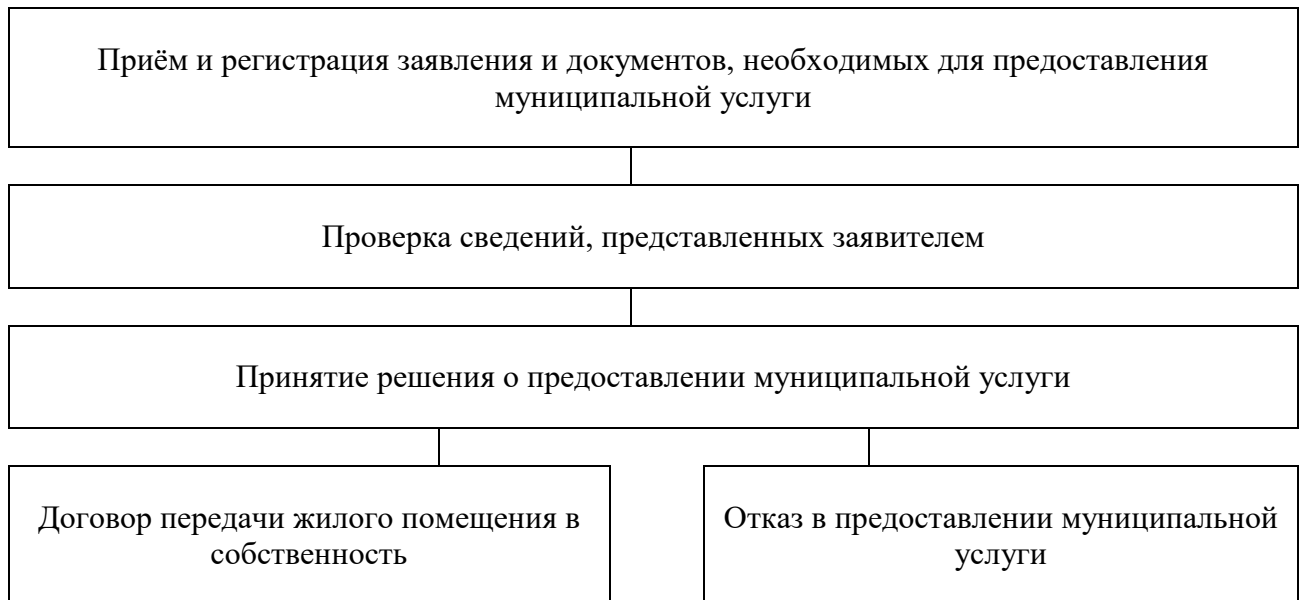 Приём и регистрация заявления и документов, необходимых для предоставления
муниципальной услуги
Проверка сведений, представленных заявителем
Принятие решения о предоставлении муниципальной услуги
Договор передачи жилого помещения в
собственность
Отказ в предоставлении муниципальной
услуги